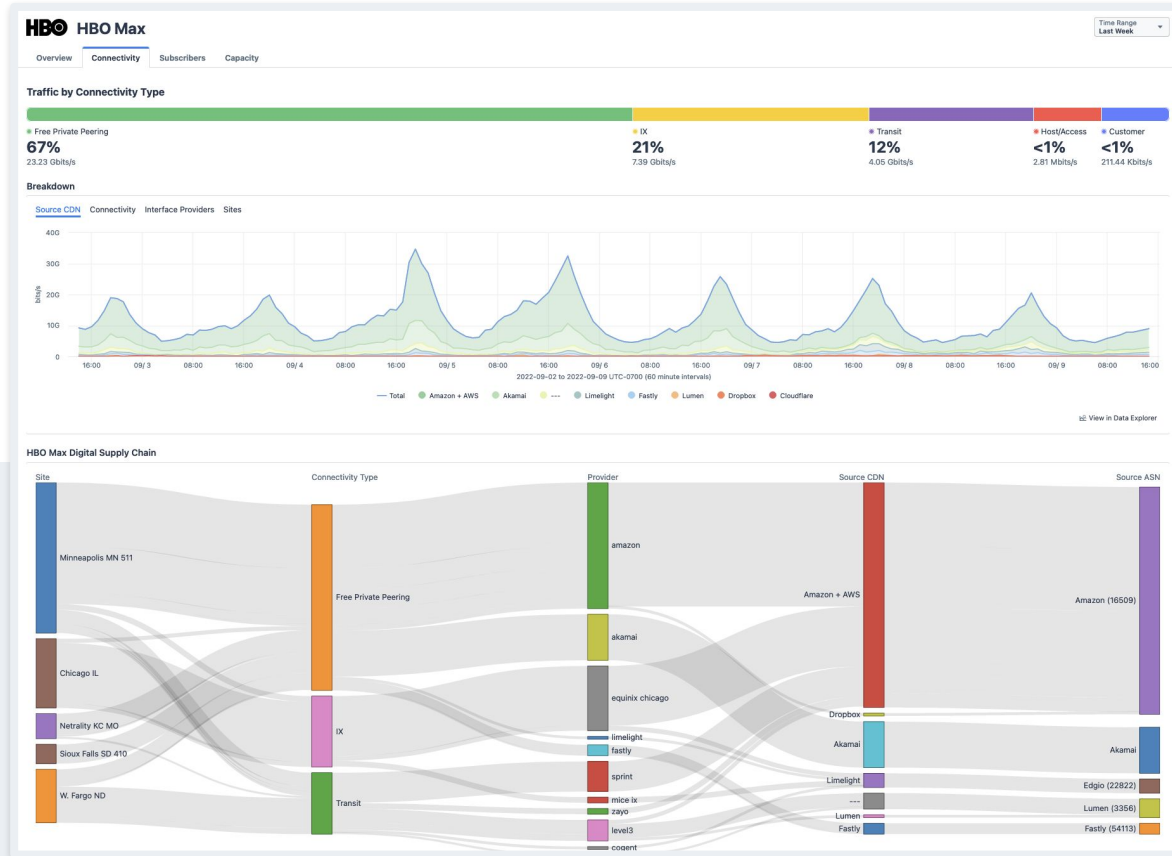 HBO HBO Max
Time Range
Last Week
Overview Connectivity Subscribers Capacity
Traffic by Connectivity Type
Free Private Peering IX Transit Host/Access Customer
67% 21% 12% <1% <1%
23.23 Gbits/s 7.39 Gbits/s 4.05 Gbits/s 2.81 Mbits/s 211.44 Kbits/s
Breakdown
Source CDN Connectivity Interface Providers Sites
40G
30G
20G
10G
0
bits/s
16:00 09/ 3 08:00 16:00 09/ 4 08:00 16:00 09/ 5 08:00 16:00 09/ 6 08:00 16:00 09/ 7 08:00 16:00 09/ 8 08:00 16:00 09/ 9 08:00 16:00
2022-09-02 to 2022-09-09 UTC-0700 (60 minute intervals)
Total Amazon + AWS Akamai --- Limelight Fastly Lumen Dropbox Cloudflare
View in Data Explorer
HBO Max Digital Supply Chain
Site Connectivity Type Provider Source CDN Source ASN
Minneapolis MN 511
Chicago IL
Netrality KC MO
Sioux Falls SD 410
W. Fargo ND
Free Private Peering
IX
Transit
amazon
akamai
equinix chicago
limelight
fastly
sprint
mice ix
zayo
level3
cogent
Amazon + AWS
Dropbox
Akamai
Limelight
---
Lumen
Fastly
Amazon (16509)
Akamai
Edgio (22822)
Lumen (3356)
Fastly (54113)